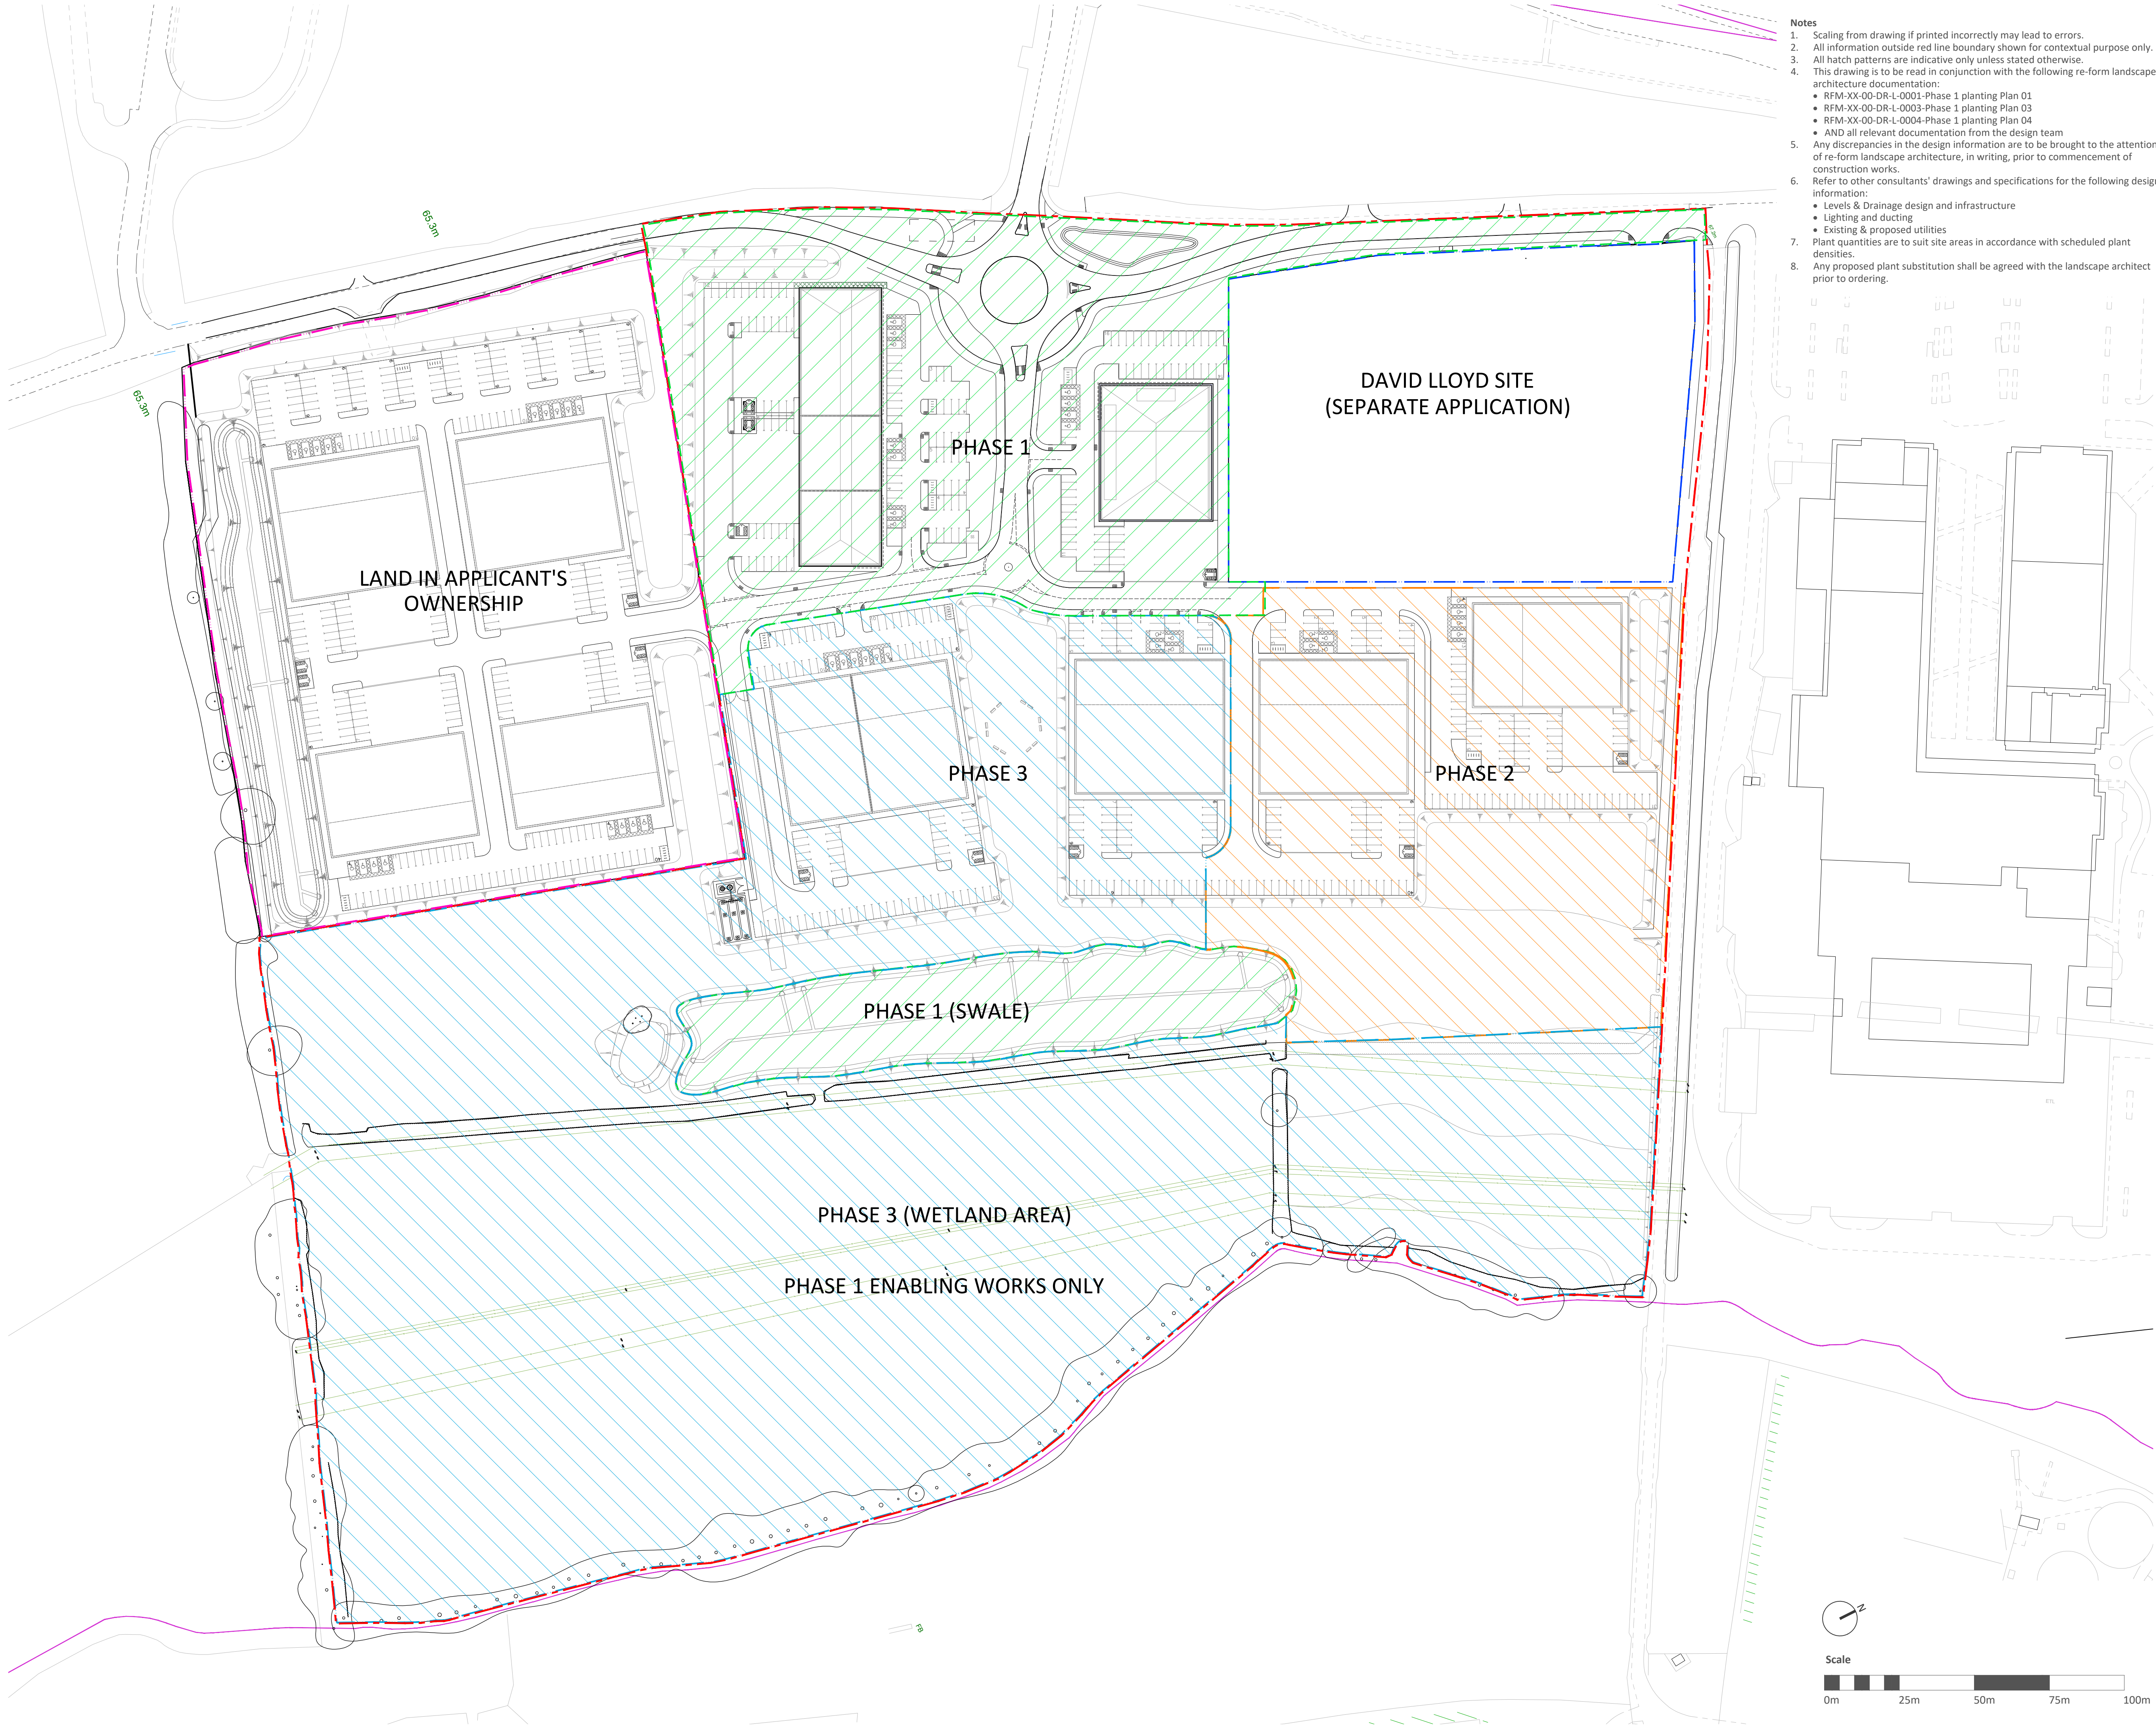 Notes
1. Scaling from drawing if printed incorrectly may lead to errors.
2. All information outside red line boundary shown for contextual purpose only.
3. All hatch patterns are indicative only unless stated otherwise.
4. This drawing is to be read in conjunction with the following re-form landscape
architecture documentation:
• RFM-XX-00-DR-L-0001-Phase 1 planting Plan 01
• RFM-XX-00-DR-L-0003-Phase 1 planting Plan 03
• RFM-XX-00-DR-L-0004-Phase 1 planting Plan 04
• AND all relevant documentation from the design team
5. Any discrepancies in the design information are to be brought to the attention
of re-form landscape architecture, in writing, prior to commencement of
construction works.
6. Refer to other consultants' drawings and specifications for the following design
information:
• Levels & Drainage design and infrastructure
• Lighting and ducting
• Existing & proposed utilities
7. Plant quantities are to suit site areas in accordance with scheduled plant
densities.
8. Any proposed plant substitution shall be agreed with the landscape architect
prior to ordering.
65.3m
65.3m
DAVID LLOYD SITE
(SEPARATE APPLICATION)
PHASE 1
LAND IN APPLICANT'S
OWNERSHIP
PHASE 3
PHASE 2
PHASE 1 (SWALE)
ETL
PHASE 3 (WETLAND AREA)
PHASE 1 ENABLING WORKS ONLY
FB
N
Scale
0m 25m 50m 75m 100m